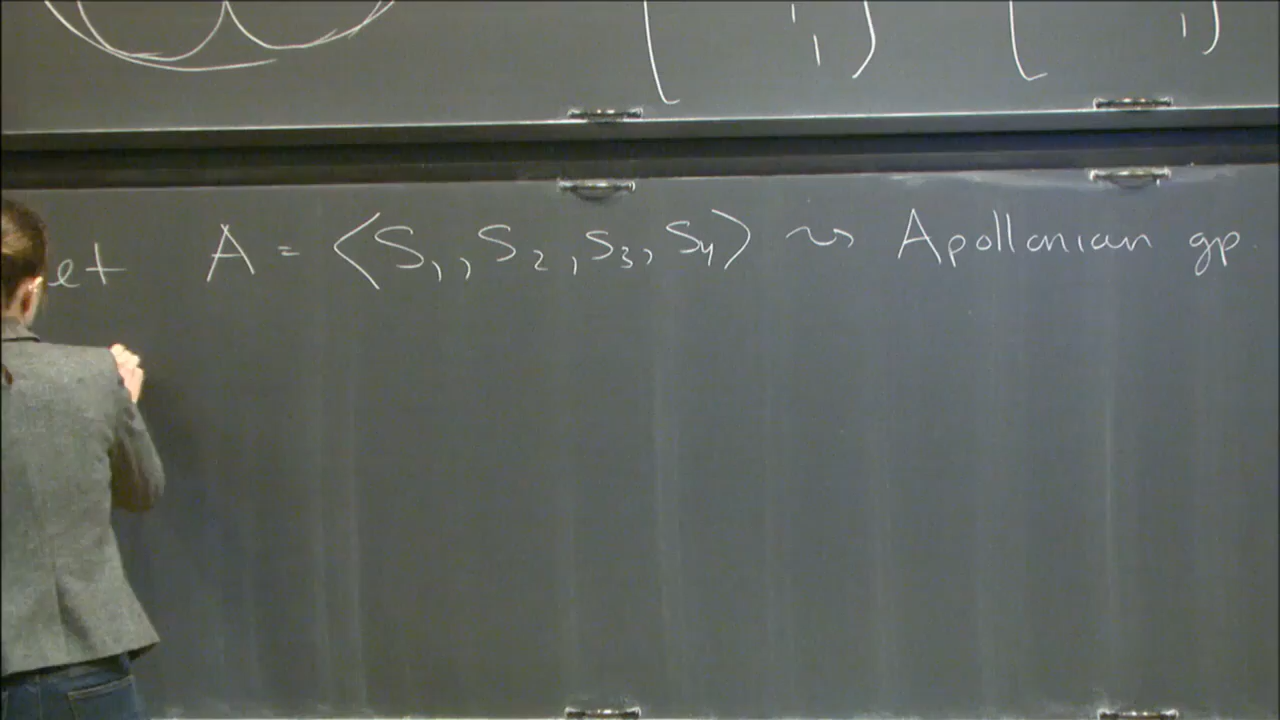 et A = ⟨S₁, S₂, S₃, S₄⟩ ⇝ Apollonian gp.